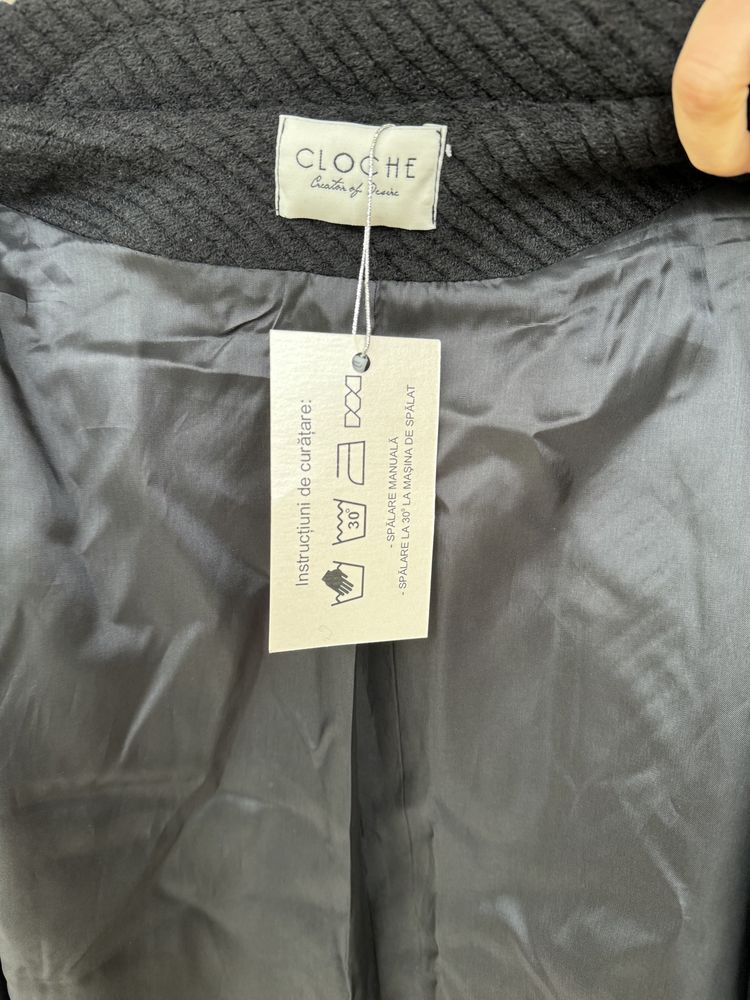 CLOCHE
Creator of Desire
Instrucțiuni de curățare:
30°
- SPĂLARE MANUALĂ
- SPĂLARE LA 30° LA MAȘINA DE SPĂLAT